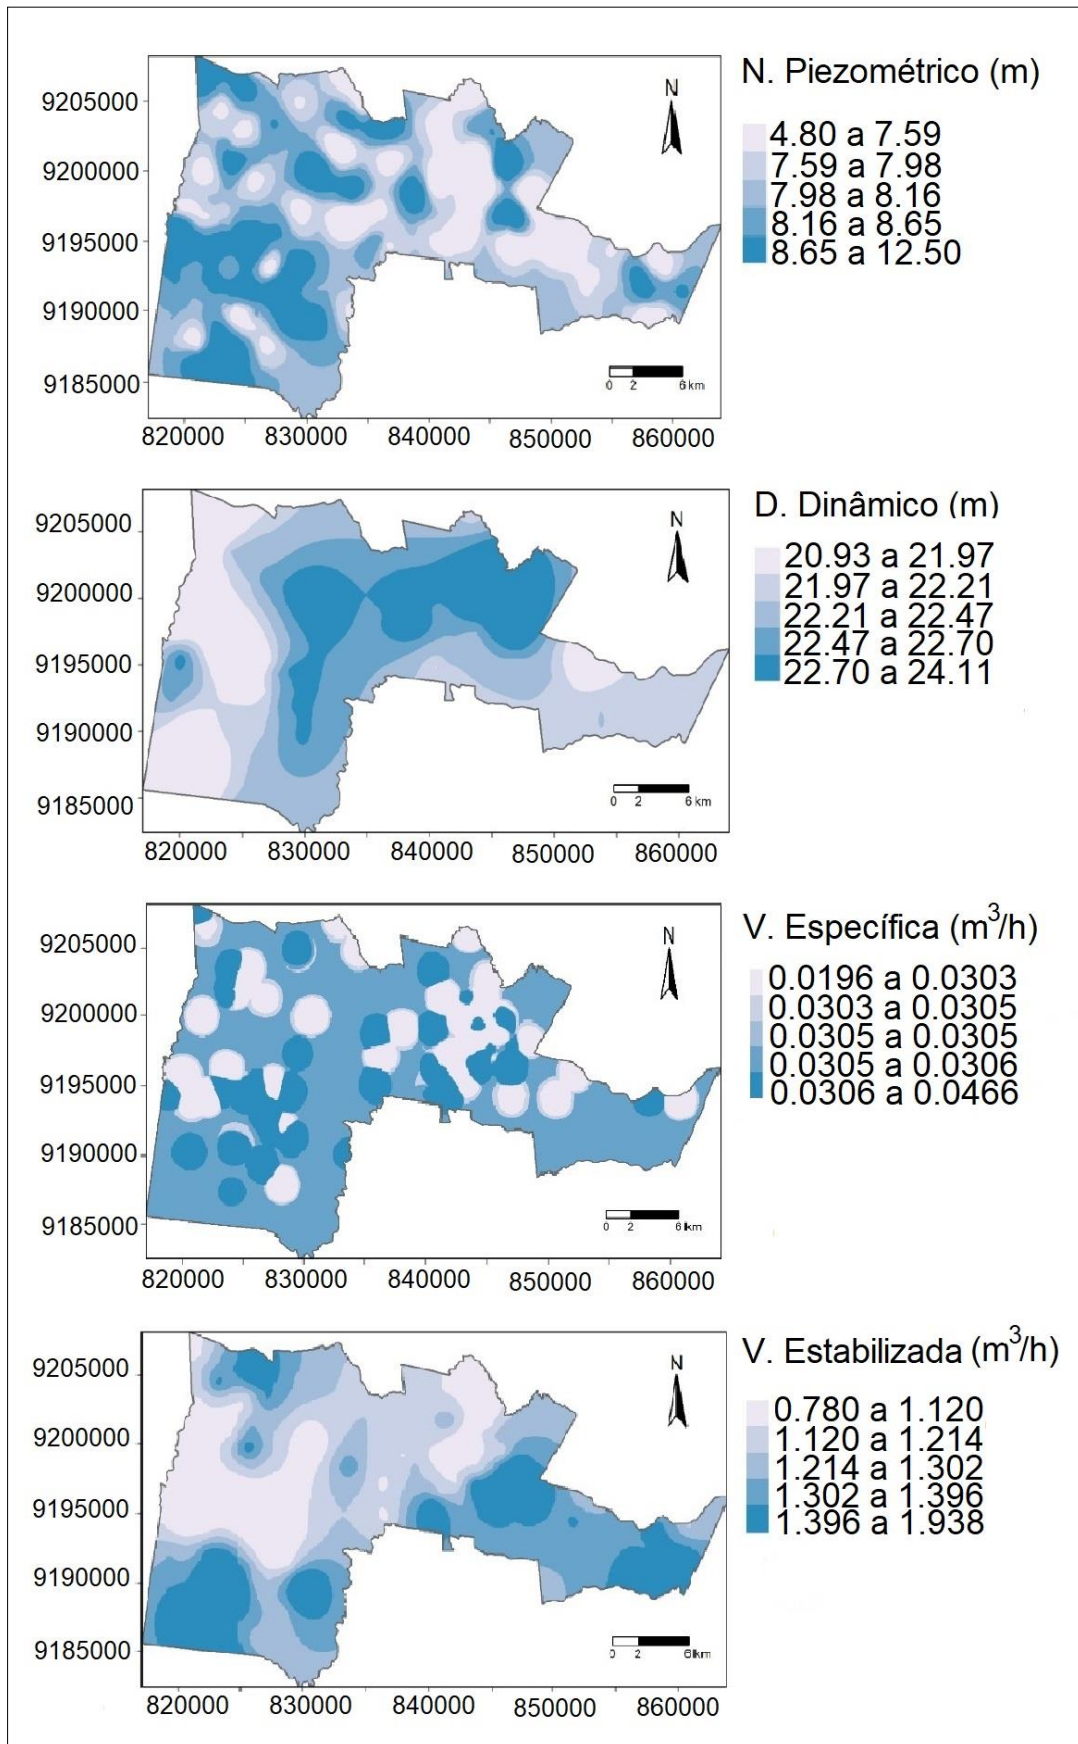 N. Piezométrico (m)
N
9205000
9200000
9195000
9190000
9185000
4.80 a 7.59
7.59 a 7.98
7.98 a 8.16
8.16 a 8.65
8.65 a 12.50
0 2 6 km
820000 830000 840000 850000 860000
D. Dinâmico (m)
N
9205000
9200000
9195000
9190000
9185000
20.93 a 21.97
21.97 a 22.21
22.21 a 22.47
22.47 a 22.70
22.70 a 24.11
0 2 6 km
820000 830000 840000 850000 860000
V. Específica (m³/h)
N
9205000
9200000
9195000
9190000
9185000
0.0196 a 0.0303
0.0303 a 0.0305
0.0305 a 0.0305
0.0305 a 0.0306
0.0306 a 0.0466
0 2 6 km
820000 830000 840000 850000 860000
V. Estabilizada (m³/h)
N
9205000
9200000
9195000
9190000
9185000
0.780 a 1.120
1.120 a 1.214
1.214 a 1.302
1.302 a 1.396
1.396 a 1.938
0 2 6 km
820000 830000 840000 850000 860000